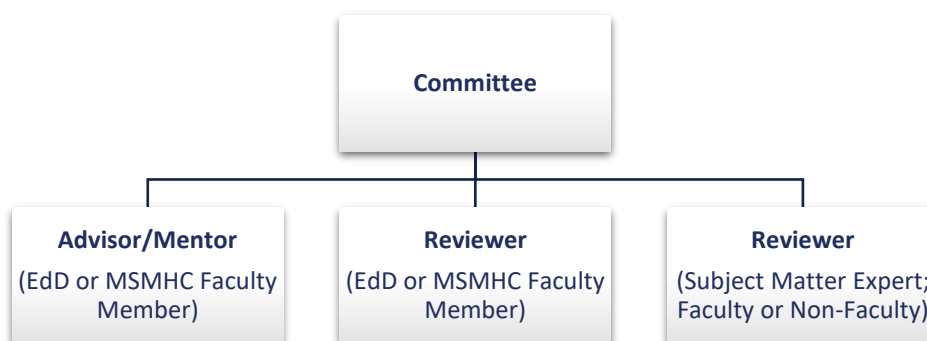 Committee
Advisor/Mentor
(EdD or MSMHC Faculty
Member)
Reviewer
(EdD or MSMHC Faculty
Member)
Reviewer
(Subject Matter Expert;
Faculty or Non-Faculty)